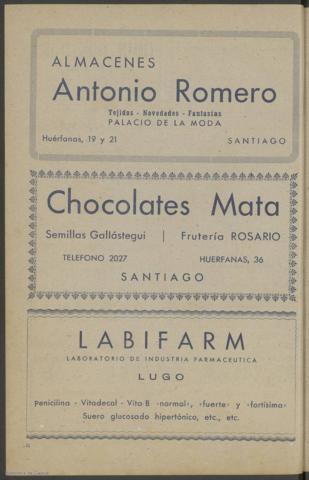 ALMACENES
Antonio Romero
Tejidos - Novedades - Fantasías
PALACIO DE LA MODA
Huérfanas, 19 y 21 SANTIAGO
Chocolates Mata
Semillas Gallástegui | Frutería ROSARIO
TELEFONO 2027 HUERFANAS, 36
SANTIAGO
LABIFARM
LABORATORIO DE INDUSTRIA FARMACEUTICA
LUGO
Penicilina - Vitadecal - Vita B «normal», «fuerte» y «fortísima»
Suero glucosado hipertónico, etc., etc.